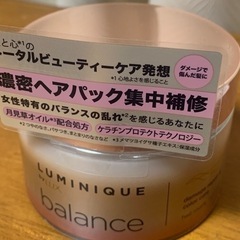 と心*¹の
ータルビューティーケア発想
*1 心地よさを感じること
ダメージで
傷んだ髪に
濃密ヘアパック集中補修
女性特有のバランスの乱れ*²を感じるあなたに
月見草オイル*³配合処方
ケラチンプロテクトテクノロジー
LUMINIQUE
balance